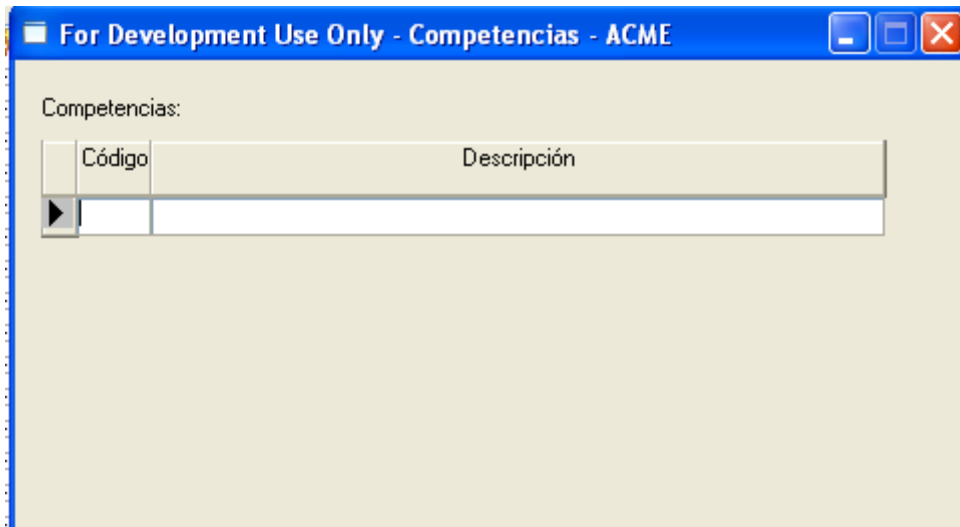 For Development Use Only - Competencias - ACME
Competencias:
Código Descripción